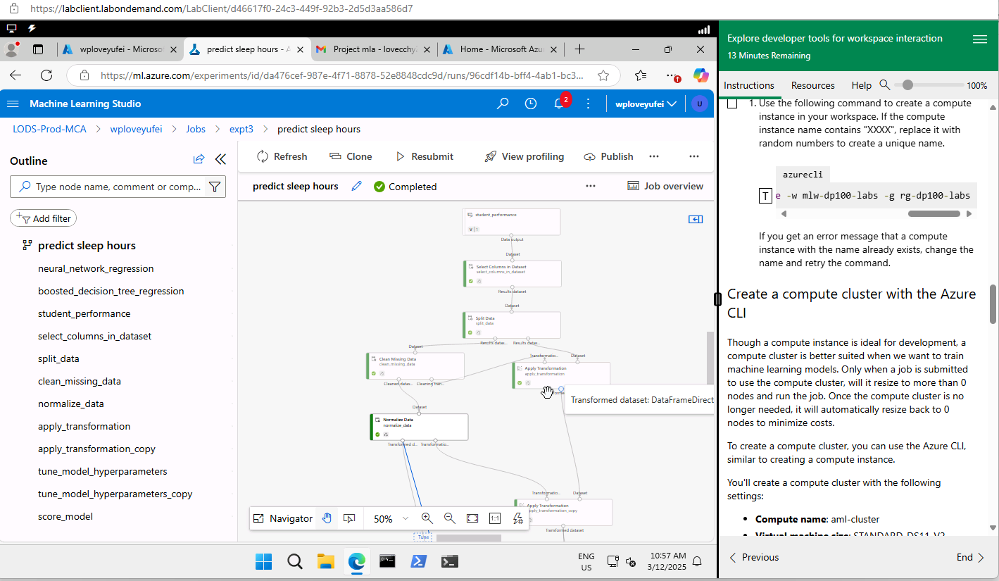 https://labclient.labondemand.com/LabClient/d46617f0-24c3-449f-92b3-2d5d3aa586d7
wploveyufei - Microsof
predict sleep hours - A
Project mla - lovecchy
Home - Microsoft Azu
https://ml.azure.com/experiments/id/da476cef-987e-4f71-8878-52e8848cdc9d/runs/96cdf14b-bff4-4ab1-bc3...
Machine Learning Studio
2
wploveyufei
U
LODS-Prod-MCA > wploveyufei > Jobs > expt3 > predict sleep hours
Outline
Type node name, comment or comp...
Add filter
predict sleep hours
neural_network_regression
boosted_decision_tree_regression
student_performance
select_columns_in_dataset
split_data
clean_missing_data
normalize_data
apply_transformation
apply_transformation_copy
tune_model_hyperparameters
tune_model_hyperparameters_copy
score_model
Refresh
Clone
Resubmit
View profiling
Publish
predict sleep hours
Completed
Job overview
student_performance
Data output
Dataset
Select Columns in Dataset
select_columns_in_dataset
Results dataset
Dataset
Split Data
split_data
Results datas...
Results datas...
Dataset
Clean Missing Data
clean_missing_data
Cleaned datas...
Cleaning tran...
Transformatio...
Dataset
Apply Transformation
apply_transformation
Transformed dataset: DataFrameDirect
Dataset
Normalize Data
normalize_data
Transformed d...
Transformatio...
Transformatio...
Dataset
Apply Transformation
apply_transformation_copy
Transformed dataset
Tune
Navigator
50%
1:1
ENG
US
10:57 AM
3/12/2025
Explore developer tools for workspace interaction
13 Minutes Remaining
Instructions
Resources
Help
100%
1. Use the following command to create a compute
instance in your workspace. If the compute
instance name contains "XXXX", replace it with
random numbers to create a unique name.
azurecli
T
e -w mlw-dp100-labs -g rg-dp100-labs
If you get an error message that a compute
instance with the name already exists, change the
name and retry the command.
Create a compute cluster with the Azure
CLI
Though a compute instance is ideal for development, a
compute cluster is better suited when we want to train
machine learning models. Only when a job is submitted
to use the compute cluster, will it resize to more than 0
nodes and run the job. Once the compute cluster is no
longer needed, it will automatically resize back to 0
nodes to minimize costs.
To create a compute cluster, you can use the Azure CLI,
similar to creating a compute instance.
You'll create a compute cluster with the following
settings:
• Compute name: aml-cluster
• Virtual machine size: STANDARD_DS11_V2
Previous
End